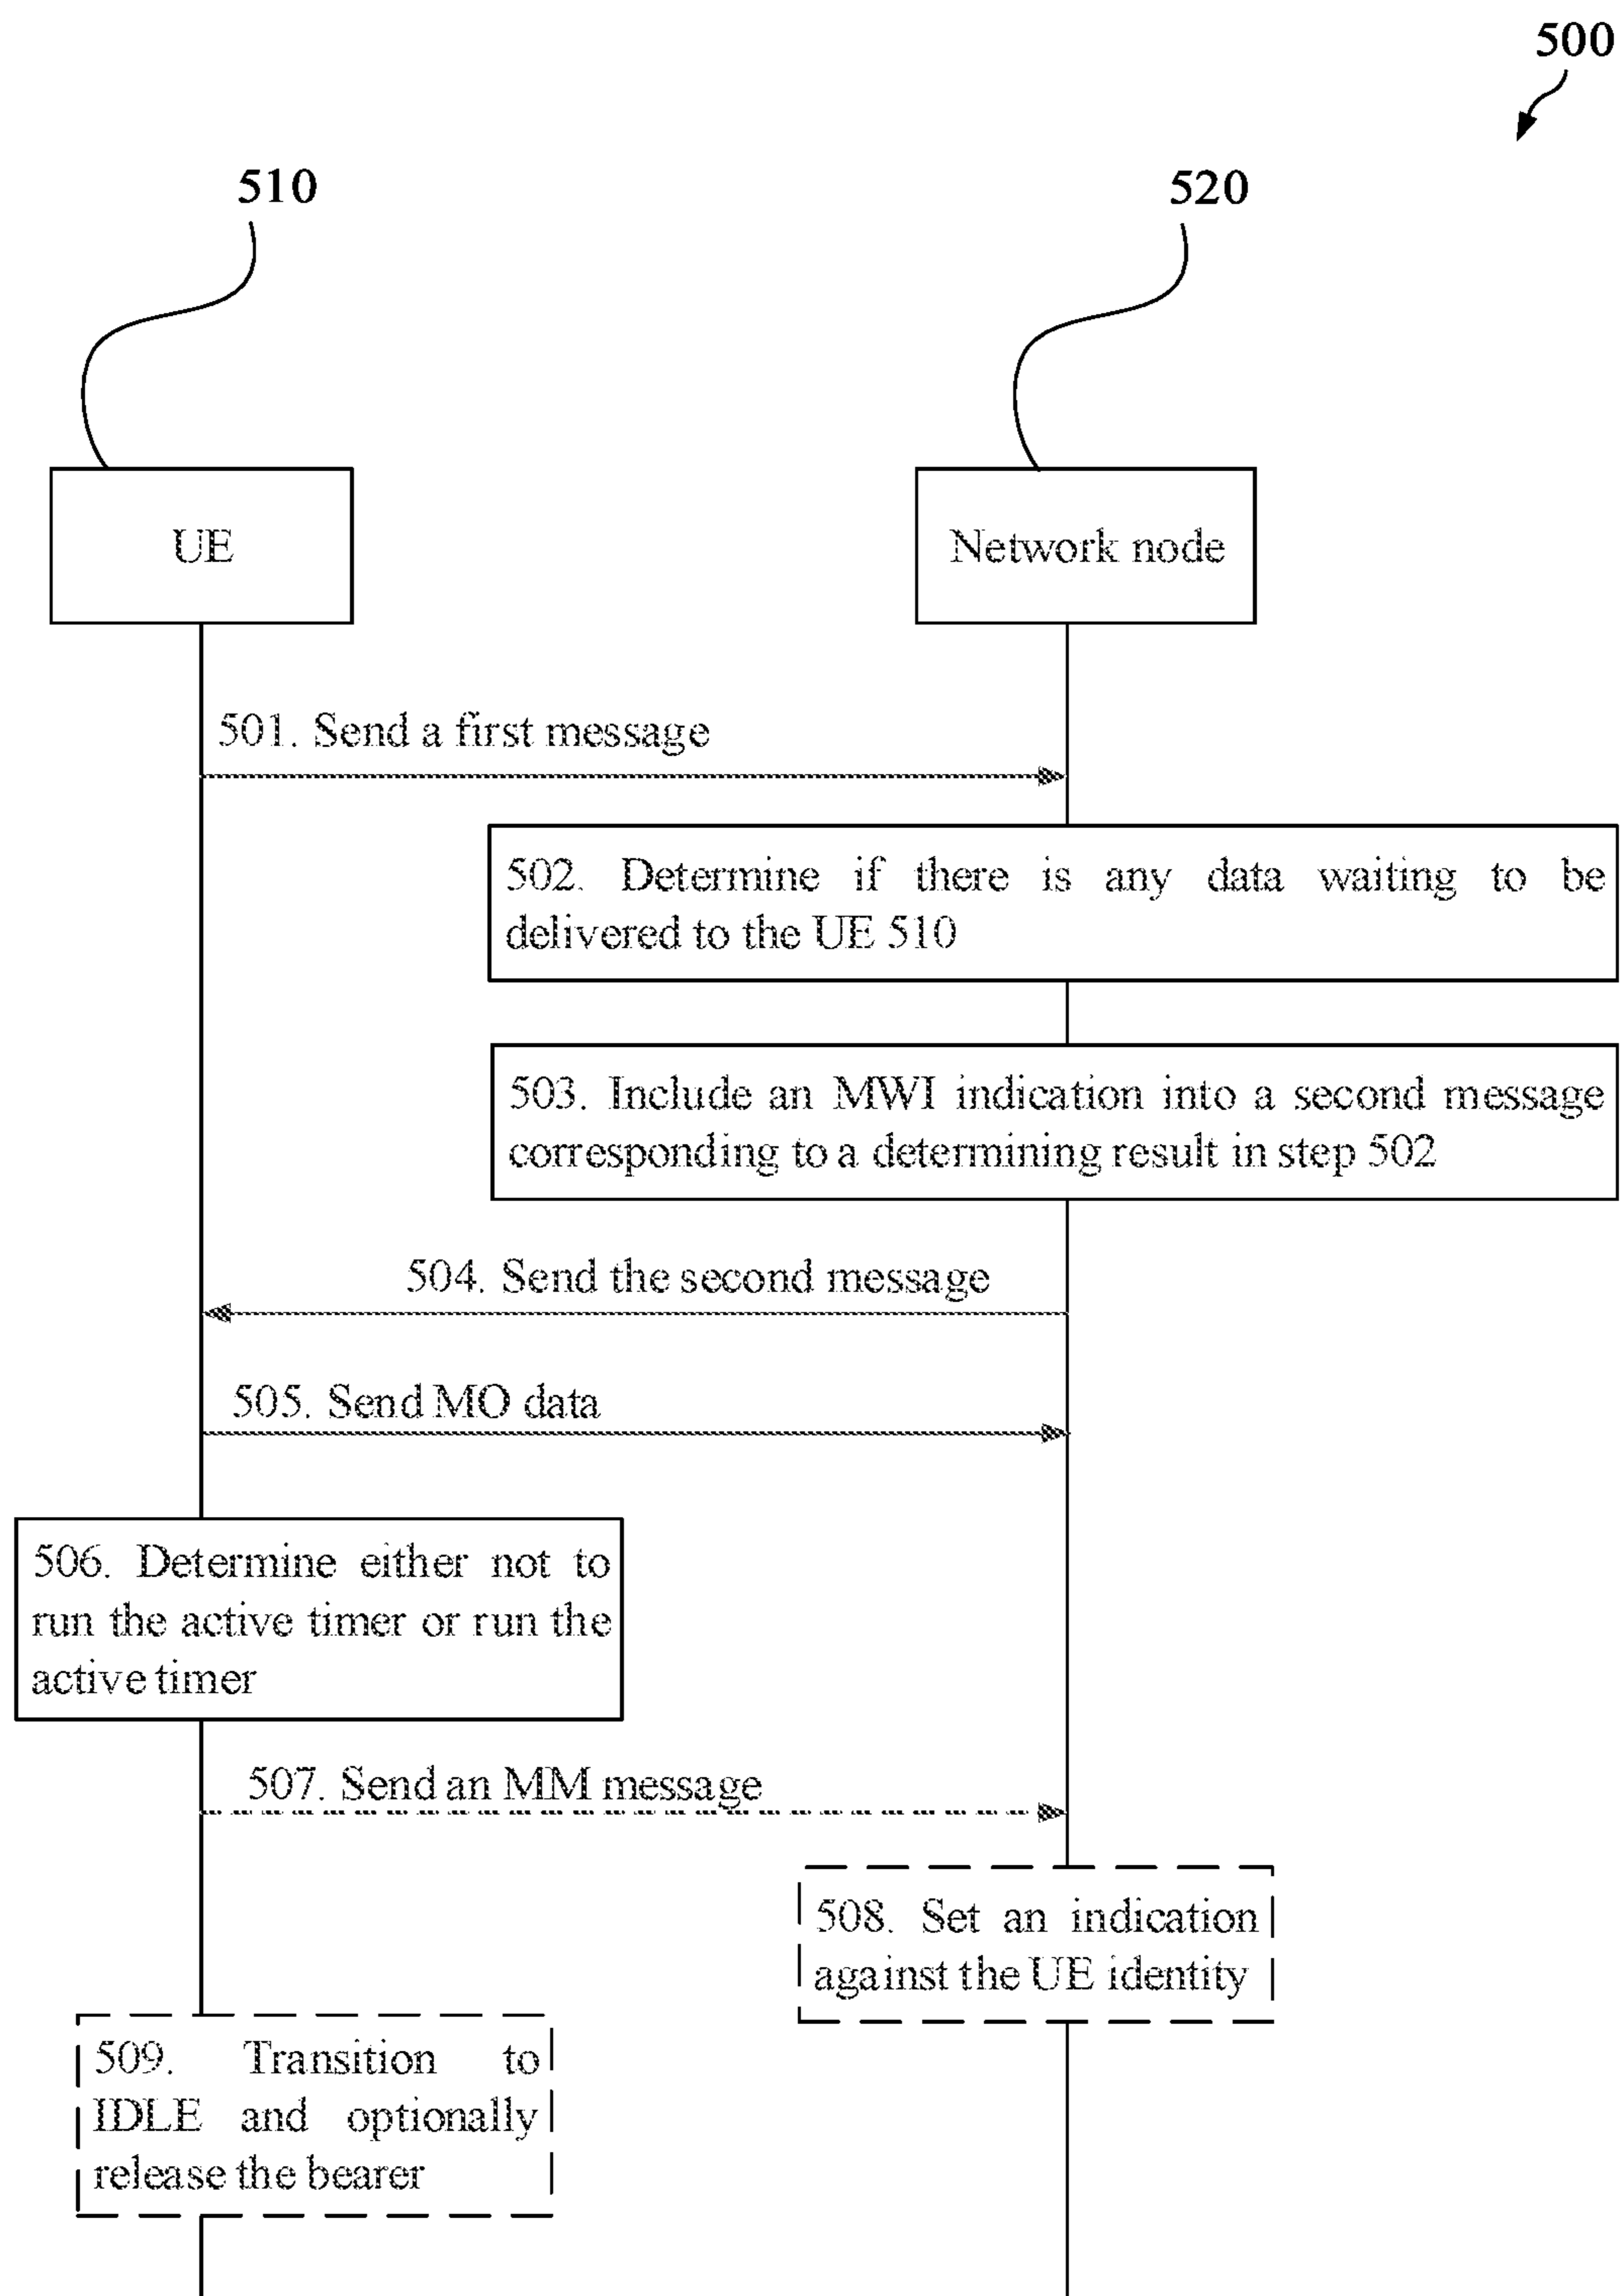 500
510
520
UE
Network node
501. Send a first message
502. Determine if there is any data waiting to be
delivered to the UE 510
503. Include an MWI indication into a second message
corresponding to a determining result in step 502
504. Send the second message
505. Send MO data
506. Determine either not to
run the active timer or run the
active timer
507. Send an MM message
508. Set an indication
against the UE identity
509. Transition to
IDLE and optionally
release the bearer